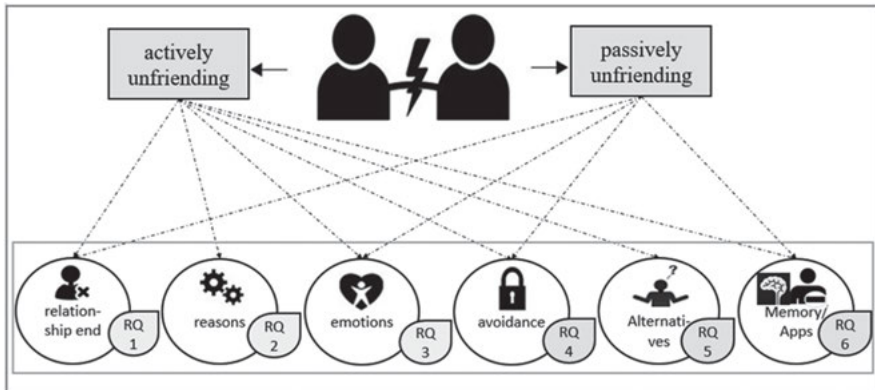 actively
unfriending
passively
unfriending
relation-
ship end
RQ
1
reasons
RQ
2
emotions
RQ
3
avoidance
RQ
4
?
Alternati-
ves
RQ
5
Memory/
Apps
RQ
6